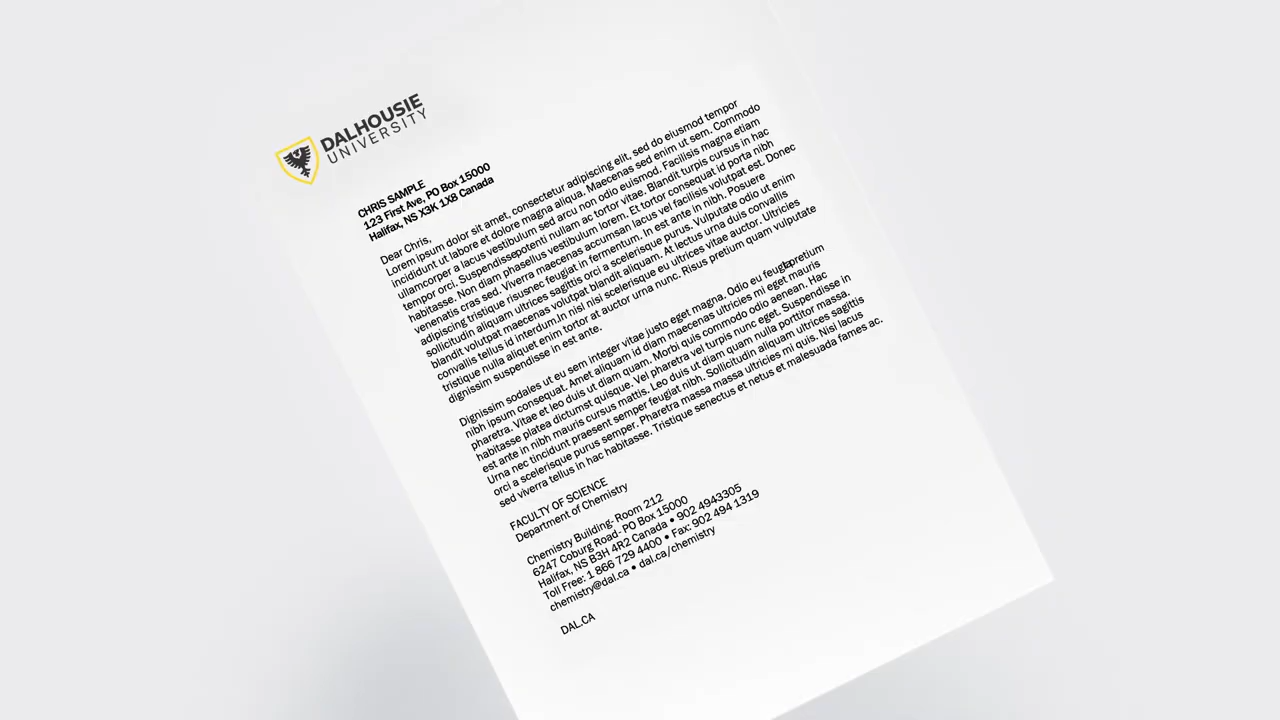 DALHOUSIE
UNIVERSITY
CHRIS SAMPLE
123 First Ave, PO Box 15000
Halifax, NS X3K 1X8 Canada
Dear Chris,
Lorem ipsum dolor sit amet, consectetur adipiscing elit, sed do eiusmod tempor
incididunt ut labore et dolore magna aliqua. Maecenas sed enim ut sem. Commodo
ullamcorper a lacus vestibulum sed arcu non odio euismod. Facilisis magna etiam
tempor orci. Suspendissepotenti nullam ac tortor vitae. Blandit turpis cursus in hac
habitasse. Non diam phasellus vestibulum lorem. Et tortor consequat id porta nibh
venenatis cras sed. Viverra maecenas accumsan lacus vel facilisis volutpat est. Donec
adipiscing tristique risusnec feugiat in fermentum. In est ante in nibh. Posuere
sollicitudin aliquam ultrices sagittis orci a scelerisque purus. Vulputate odio ut enim
blandit volutpat maecenas volutpat blandit aliquam. At lectus urna duis convallis
convallis tellus id interdum.In nisl nisi scelerisque eu ultrices vitae auctor. Ultricies
tristique nulla aliquet enim tortor at auctor urna nunc. Risus pretium quam vulputate
dignissim suspendisse in est ante.
Dignissim sodales ut eu sem integer vitae justo eget magna. Odio eu pretium
nibh ipsum consequat. Amet aliquam id diam maecenas ultricies mi eget mauris
pharetra. Vitae et leo duis ut diam quam. Morbi quis commodo odio aenean. Hac
habitasse platea dictumst quisque. Vel pharetra vel turpis nunc eget. Suspendisse in
est ante in nibh mauris cursus mattis. Leo duis ut diam quam nulla porttitor massa.
Urna nec tincidunt praesent semper feugiat nibh. Sollicitudin aliquam ultrices sagittis
orci a scelerisque purus semper. Pharetra massa massa ultricies mi quis. Nisl lacus
sed viverra tellus in hac habitasse. Tristique senectus et netus et malesuada fames ac.
FACULTY OF SCIENCE
Department of Chemistry
Chemistry Building- Room 212
6247 Coburg Road- PO Box 15000
Halifax, NS B3H 4R2 Canada • 902 4943305
Toll Free: 1 866 729 4400 • Fax: 902 494 1319
chemistry@dal.ca • dal.ca/chemistry
DAL.CA